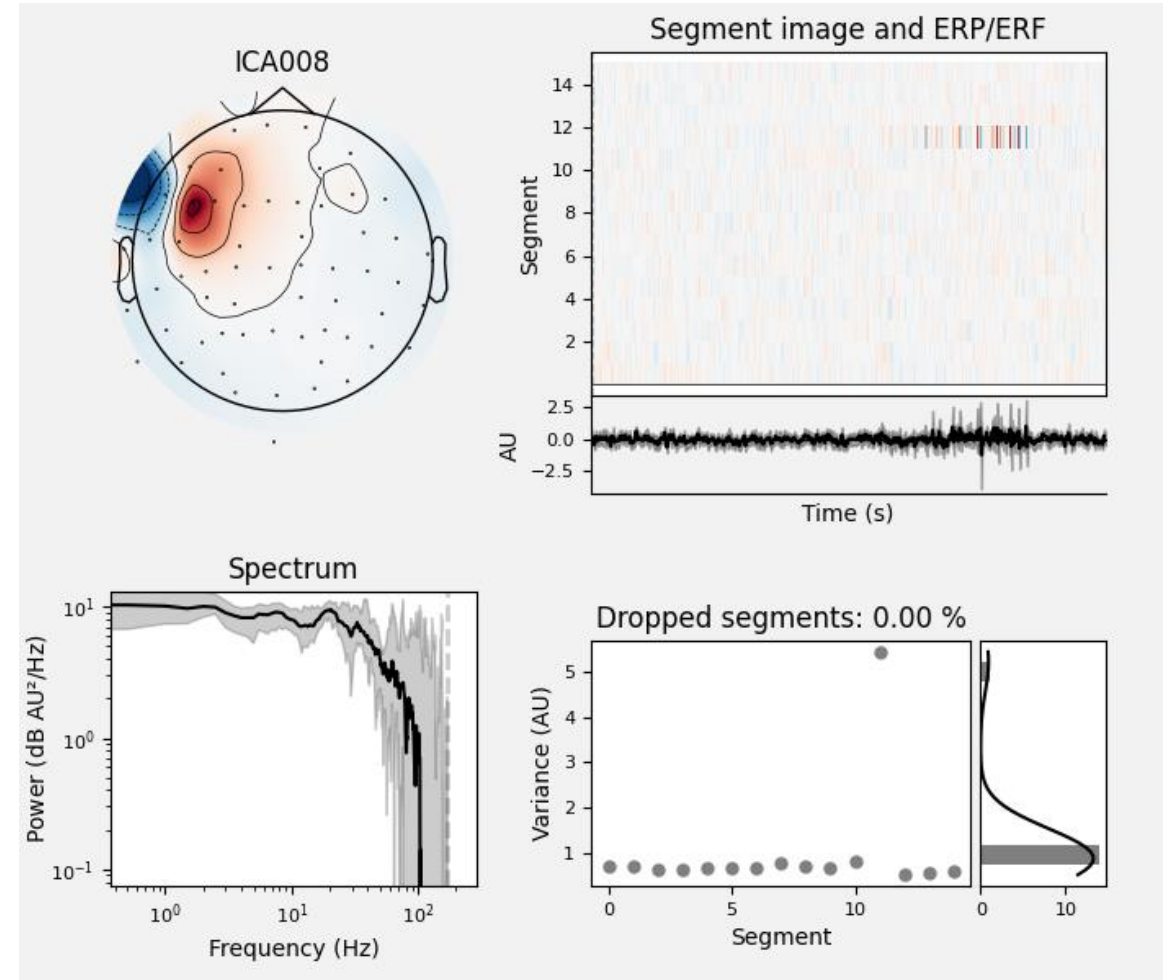 ICA008
Segment image and ERP/ERF
Segment
14
12
10
8
6
4
2
AU
2.5
0.0
−2.5
Time (s)
Spectrum
Power (dB AU²/Hz)
10¹
10⁰
10⁻¹
10⁰ 10¹ 10²
Frequency (Hz)
Dropped segments: 0.00 %
Variance (AU)
5
4
3
2
1
0 5 10
0 10
Segment